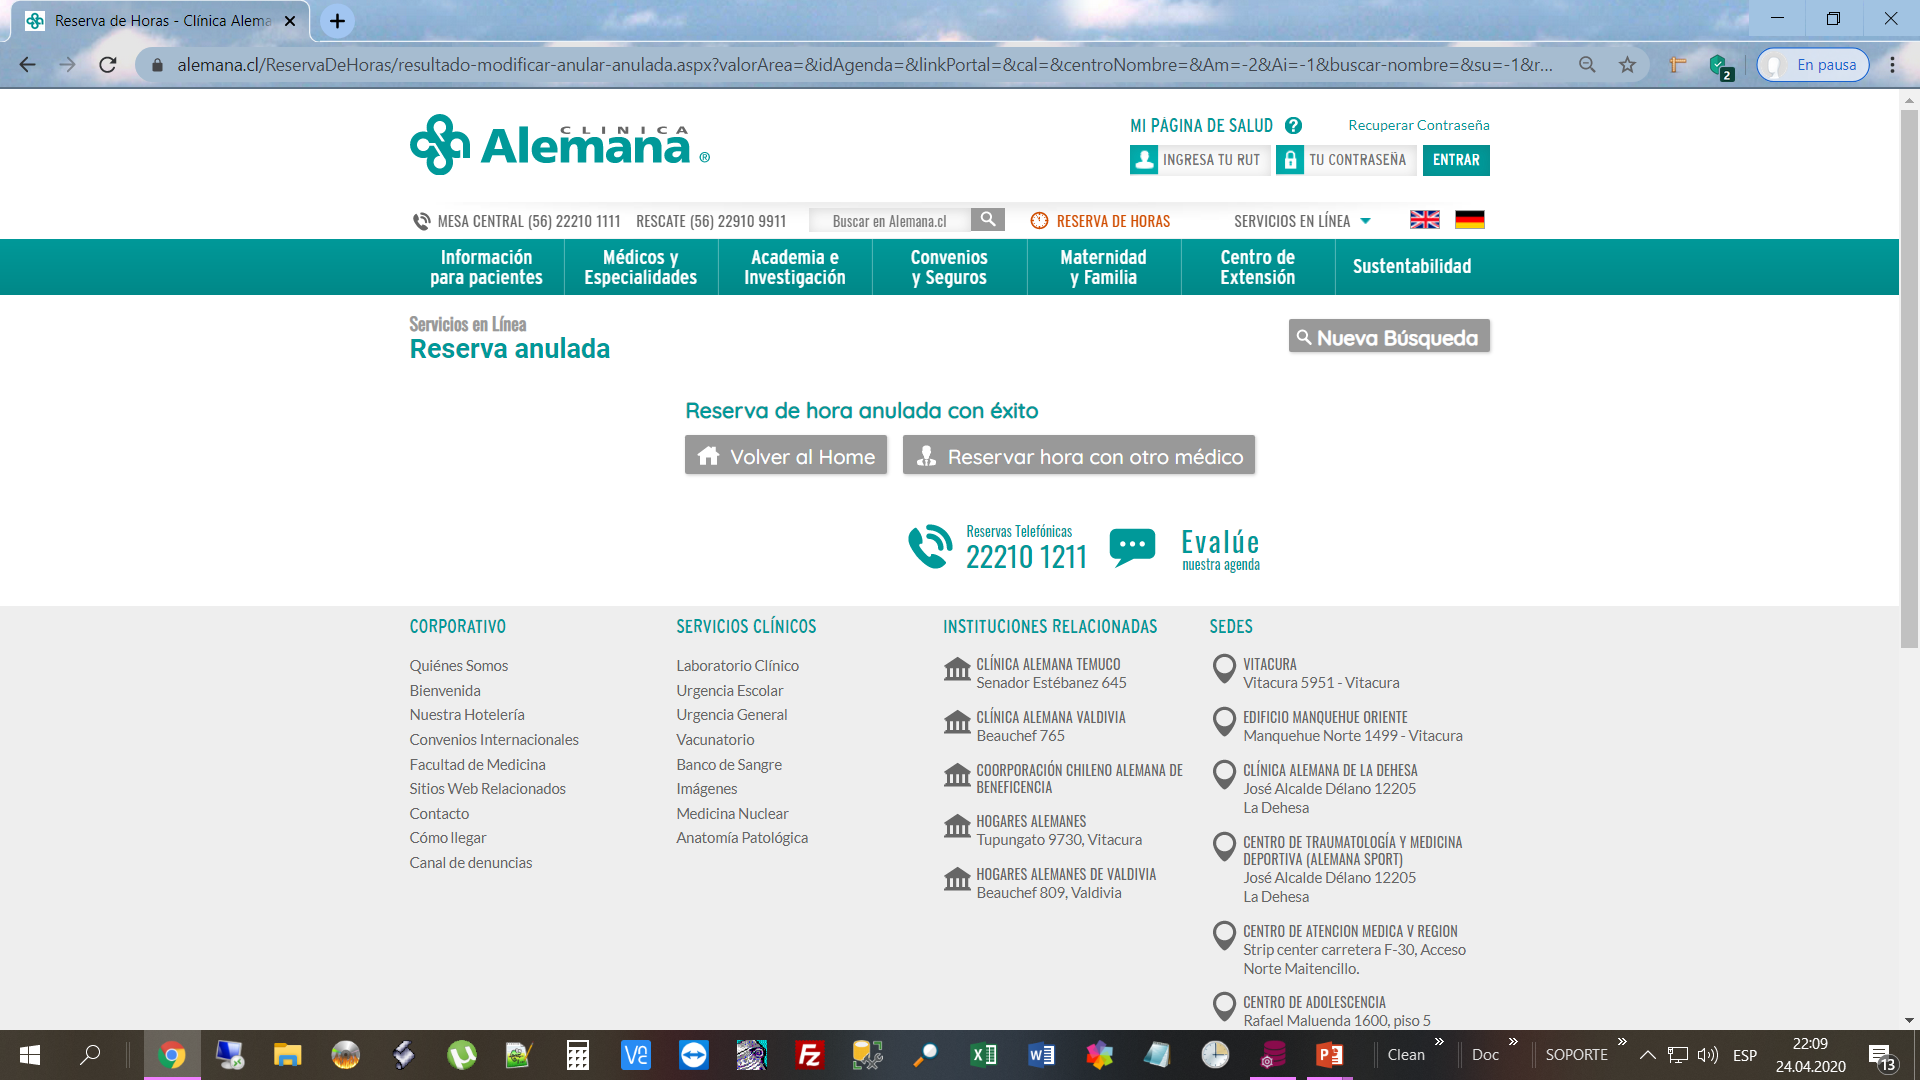 Reserva de Horas - Clínica Alema
alemana.cl/ReservaDeHoras/resultado-modificar-anular-anulada.aspx?valorArea=&idAgenda=&linkPortal=&cal=&centroNombre=&Am=-2&Ai=-1&buscar-nombre=&su=-1&r...
2
En pausa
CLINICA
Alemana ®
MI PÁGINA DE SALUD ?
Recuperar Contraseña
INGRESA TU RUT
TU CONTRASEÑA
ENTRAR
MESA CENTRAL (56) 22210 1111
RESCATE (56) 22910 9911
Buscar en Alemana.cl
RESERVA DE HORAS
SERVICIOS EN LÍNEA
Información
para pacientes
Médicos y
Especialidades
Academia e
Investigación
Convenios
y Seguros
Maternidad
y Familia
Centro de
Extensión
Sustentabilidad
Servicios en Línea
Reserva anulada
Nueva Búsqueda
Reserva de hora anulada con éxito
Volver al Home
Reservar hora con otro médico
Reservas Telefónicas
22210 1211
Evalúe
nuestra agenda
CORPORATIVO
Quiénes Somos
Bienvenida
Nuestra Hotelería
Convenios Internacionales
Facultad de Medicina
Sitios Web Relacionados
Contacto
Cómo llegar
Canal de denuncias
SERVICIOS CLÍNICOS
Laboratorio Clínico
Urgencia Escolar
Urgencia General
Vacunatorio
Banco de Sangre
Imágenes
Medicina Nuclear
Anatomía Patológica
INSTITUCIONES RELACIONADAS
CLÍNICA ALEMANA TEMUCO
Senador Estébanez 645
CLÍNICA ALEMANA VALDIVIA
Beauchef 765
COORPORACIÓN CHILENO ALEMANA DE
BENEFICENCIA
HOGARES ALEMANES
Tupungato 9730, Vitacura
HOGARES ALEMANES DE VALDIVIA
Beauchef 809, Valdivia
SEDES
VITACURA
Vitacura 5951 - Vitacura
EDIFICIO MANQUEHUE ORIENTE
Manquehue Norte 1499 - Vitacura
CLÍNICA ALEMANA DE LA DEHESA
José Alcalde Délano 12205
La Dehesa
CENTRO DE TRAUMATOLOGÍA Y MEDICINA
DEPORTIVA (ALEMANA SPORT)
José Alcalde Délano 12205
La Dehesa
CENTRO DE ATENCION MEDICA V REGION
Strip center carretera F-30, Acceso
Norte Maitencillo.
CENTRO DE ADOLESCENCIA
Rafael Maluenda 1600, piso 5
Clean
Doc
SOPORTE
ESP
22:09
24.04.2020
13